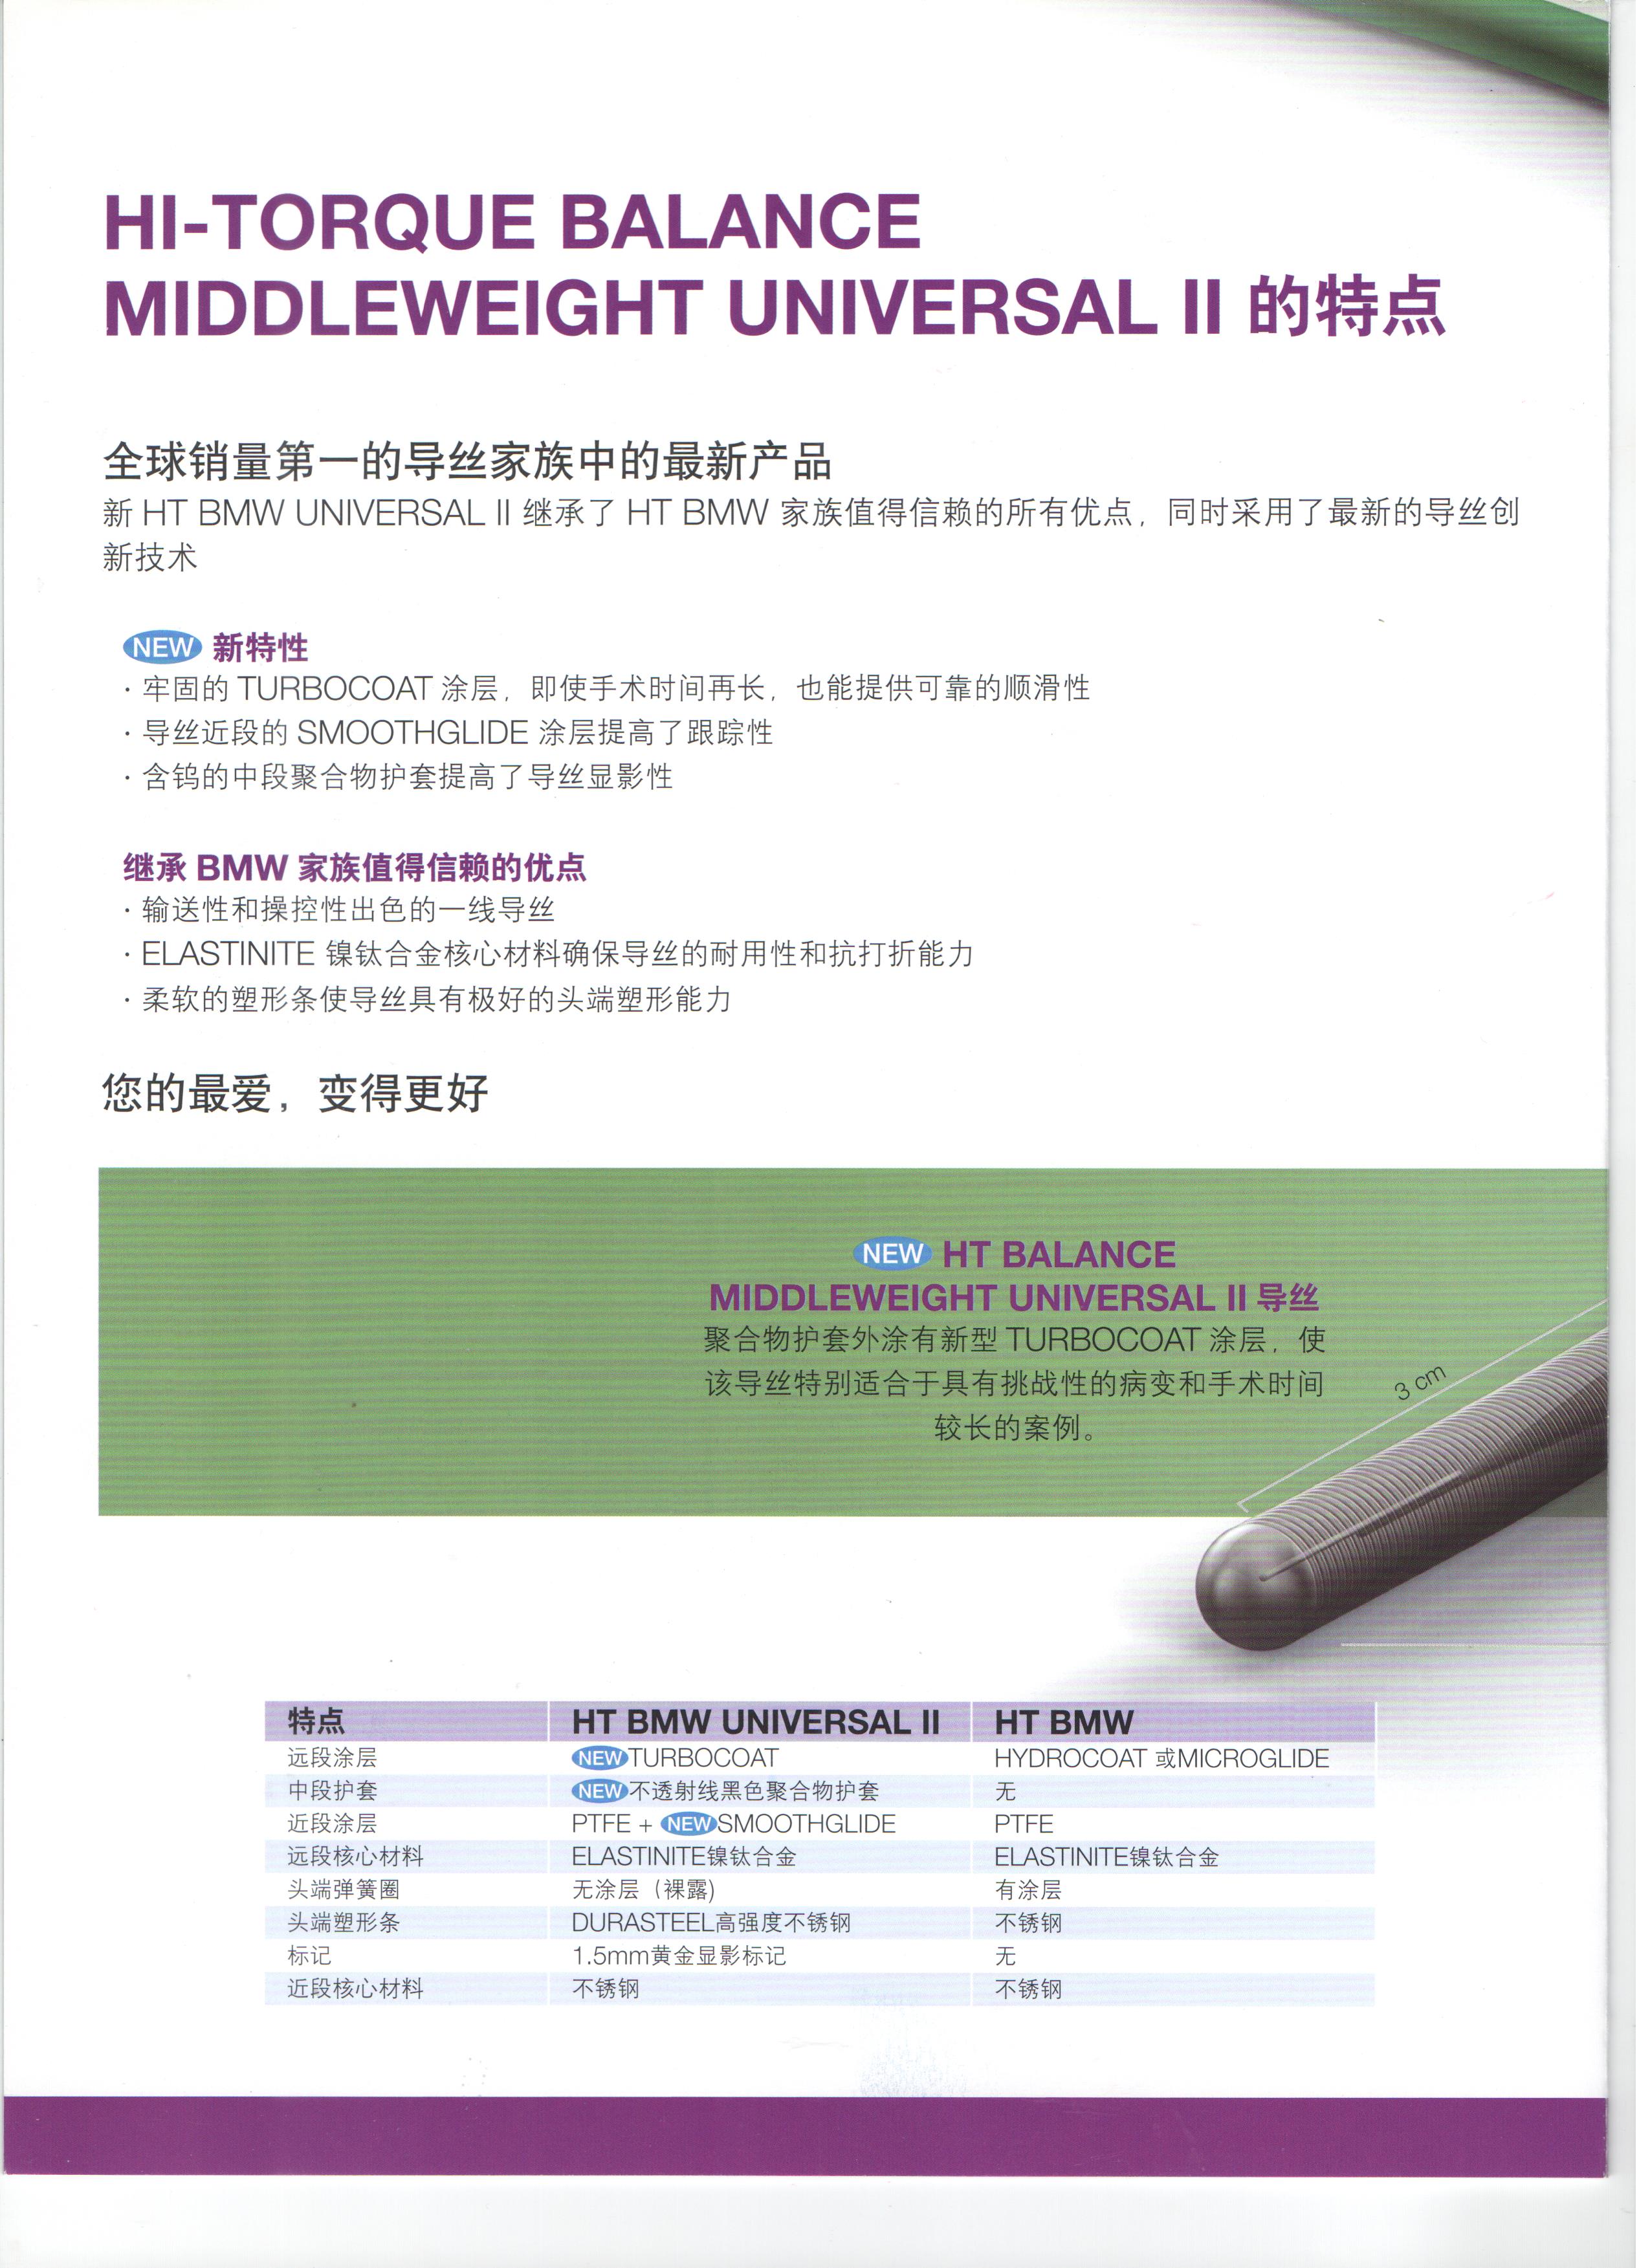 HI-TORQUE BALANCE
MIDDLEWEIGHT UNIVERSAL II 的特点
全球销量第一的导丝家族中的最新产品
新 HT BMW UNIVERSAL II 继承了 HT BMW 家族值得信赖的所有优点，同时采用了最新的导丝创
新技术
NEW 新特性
· 牢固的 TURBOCOAT 涂层，即使手术时间再长，也能提供可靠的顺滑性
· 导丝近段的 SMOOTHGLIDE 涂层提高了跟踪性
· 含钨的中段聚合物护套提高了导丝显影性
继承 BMW 家族值得信赖的优点
· 输送性和操控性出色的一线导丝
· ELASTINITE 镍钛合金核心材料确保导丝的耐用性和抗打折能力
· 柔软的塑形条使导丝具有极好的头端塑形能力
您的最爱，变得更好
NEW HT BALANCE
MIDDLEWEIGHT UNIVERSAL II 导丝
聚合物护套外涂有新型 TURBOCOAT 涂层，使
该导丝特别适合于具有挑战性的病变和手术时间
较长的案例。
3 cm
特点 HT BMW UNIVERSAL II HT BMW
远段涂层 NEW TURBOCOAT HYDROCOAT 或MICROGLIDE
中段护套 NEW 不透射线黑色聚合物护套 无
近段涂层 PTFE + NEW SMOOTHGLIDE PTFE
远段核心材料 ELASTINITE镍钛合金 ELASTINITE镍钛合金
头端弹簧圈 无涂层（裸露) 有涂层
头端塑形条 DURASTEEL高强度不锈钢 不锈钢
标记 1.5mm黄金显影标记 无
近段核心材料 不锈钢 不锈钢